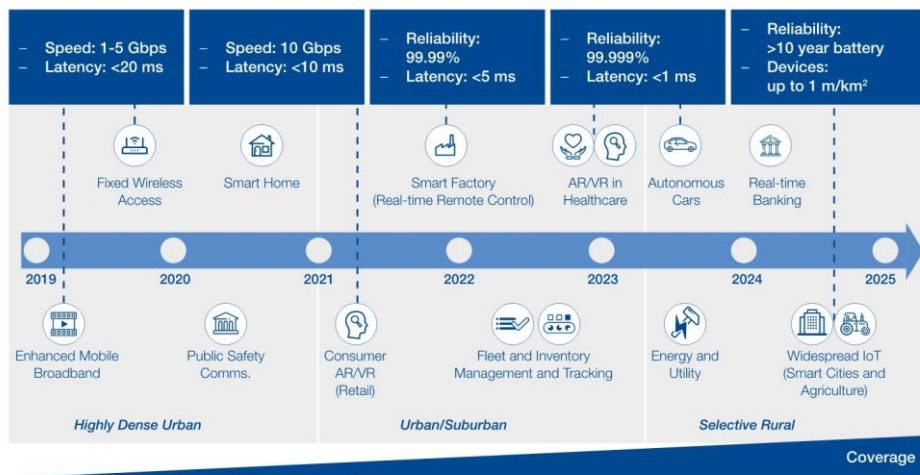 – Speed: 1-5 Gbps
– Latency: <20 ms
– Speed: 10 Gbps
– Latency: <10 ms
– Reliability:
99.99%
– Latency: <5 ms
– Reliability:
99.999%
– Latency: <1 ms
– Reliability:
>10 year battery
– Devices:
up to 1 m/km²
Fixed Wireless
Access
Smart Home
Smart Factory
(Real-time Remote Control)
AR/VR in
Healthcare
Autonomous
Cars
Real-time
Banking
2019
2020
2021
2022
2023
2024
2025
Enhanced Mobile
Broadband
Public Safety
Comms.
Consumer
AR/VR
(Retail)
Fleet and Inventory
Management and Tracking
Energy and
Utility
Widespread IoT
(Smart Cities and
Agriculture)
Highly Dense Urban
Urban/Suburban
Selective Rural
Coverage